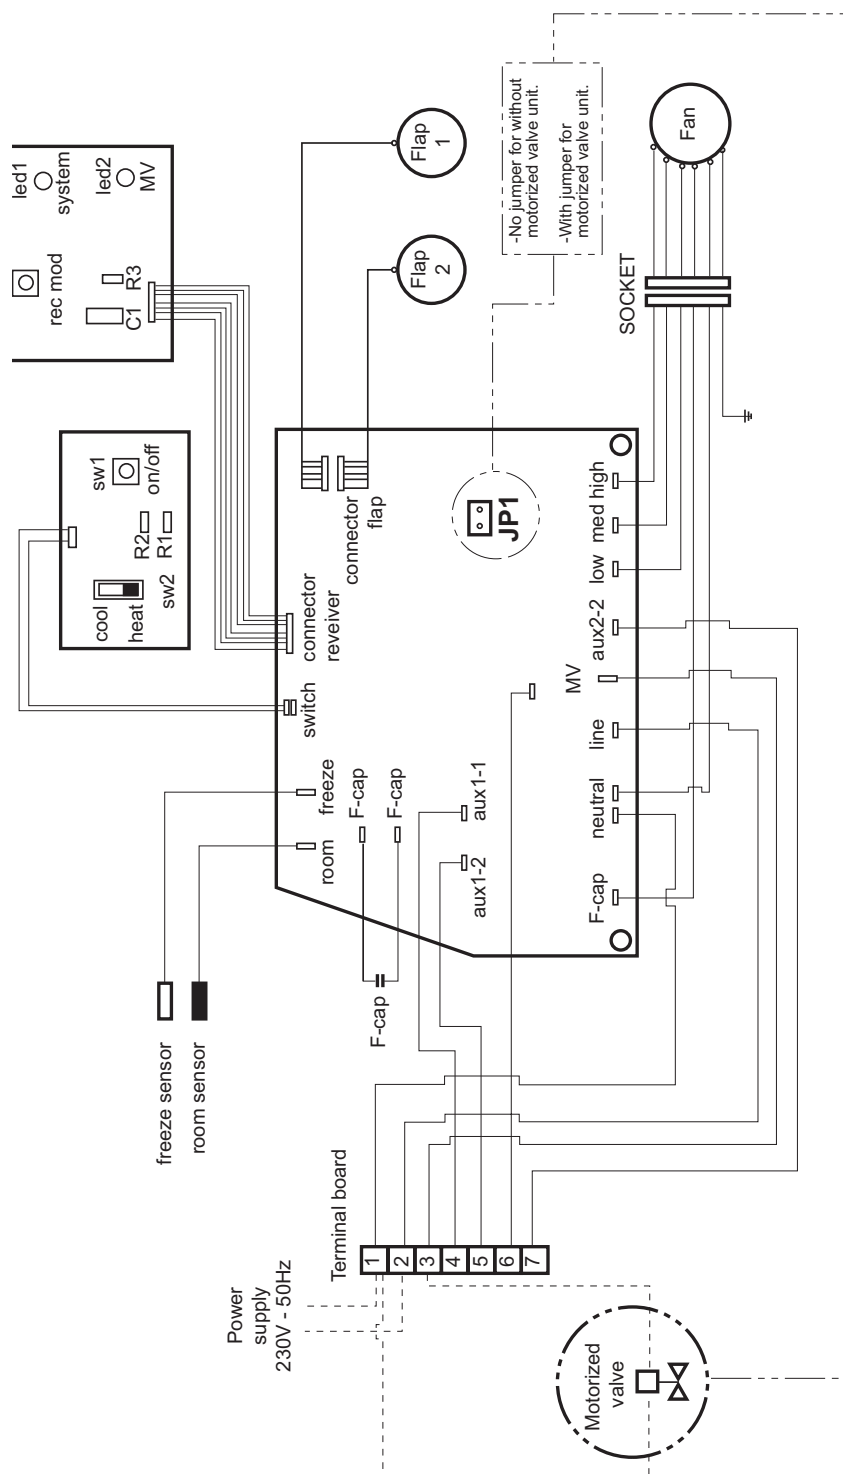 led1
system
led2
MV
rec mod
R3
C1
sw1
on/off
R2
R1
cool
heat
sw2
Flap
1
Flap
2
-No jumper for without
motorized valve unit.
-With jumper for
motorized valve unit.
Fan
SOCKET
connector
flap
JP1
connector
reveiver
switch
freeze
room
F-cap
F-cap
F-cap
aux1-1
aux1-2
high
med
low
aux2-2
MV
line
neutral
F-cap
freeze sensor
room sensor
Terminal board
1
2
3
4
5
6
7
Power
supply
230V - 50Hz
Motorized
valve